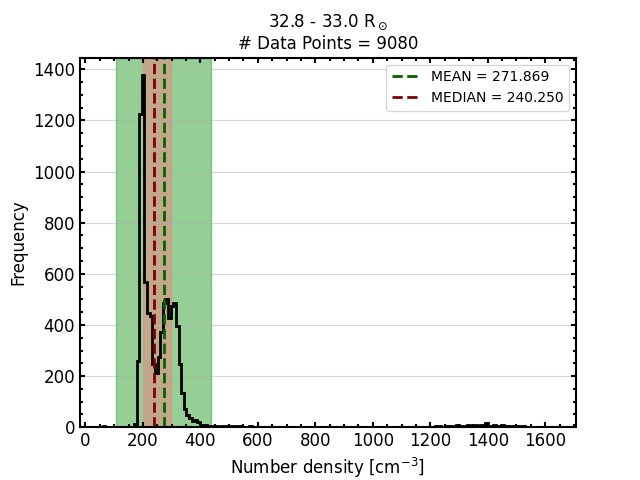 32.8 - 33.0 R⊙
# Data Points = 9080
MEAN = 271.869
MEDIAN = 240.250
Frequency
1400
1200
1000
800
600
400
200
0
0 200 400 600 800 1000 1200 1400 1600
Number density [cm⁻³]